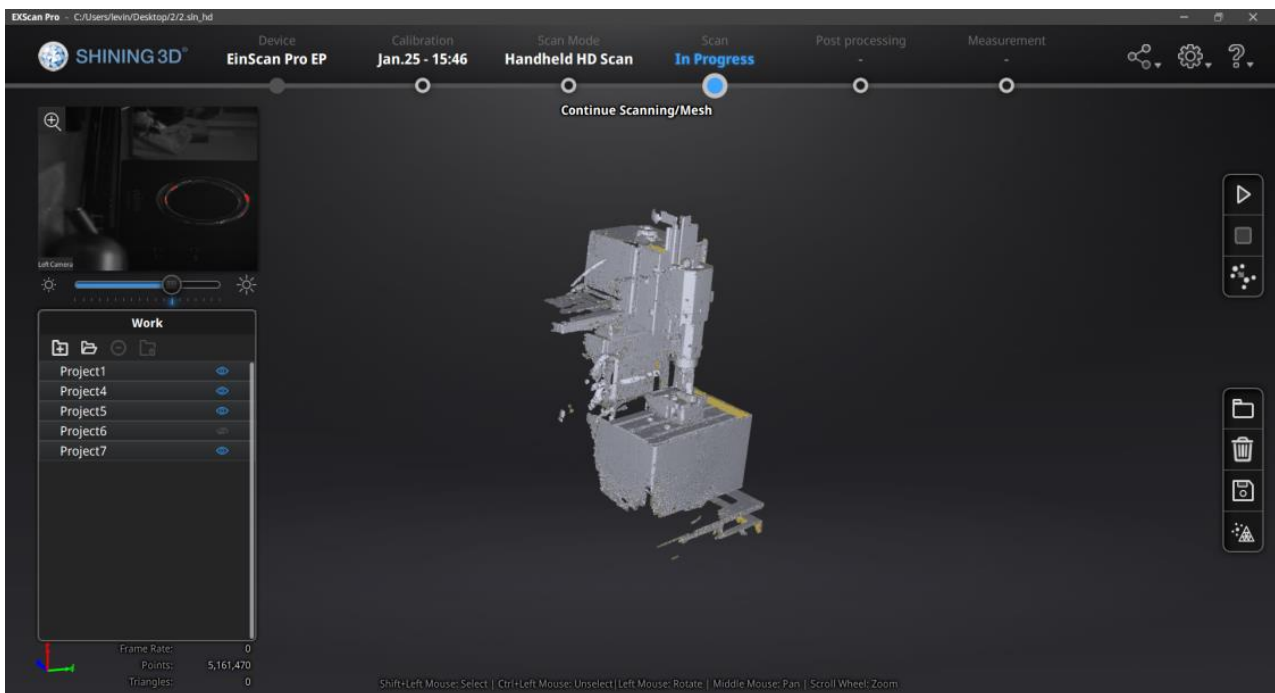 EXScan Pro - C:/Users/levin/Desktop/2/2.sln_hd
SHINING 3D®
Device
EinScan Pro EP
Calibration
Jan.25 - 15:46
Scan Mode
Handheld HD Scan
Scan
In Progress
Post processing
-
Measurement
-
Continue Scanning/Mesh
Left Camera
Work
Project1
Project4
Project5
Project6
Project7
Frame Rate: 0
Points: 5,161,470
Triangles: 0
Shift+Left Mouse: Select | Ctrl+Left Mouse: Unselect|Left Mouse: Rotate | Middle Mouse: Pan | Scroll Wheel: Zoom